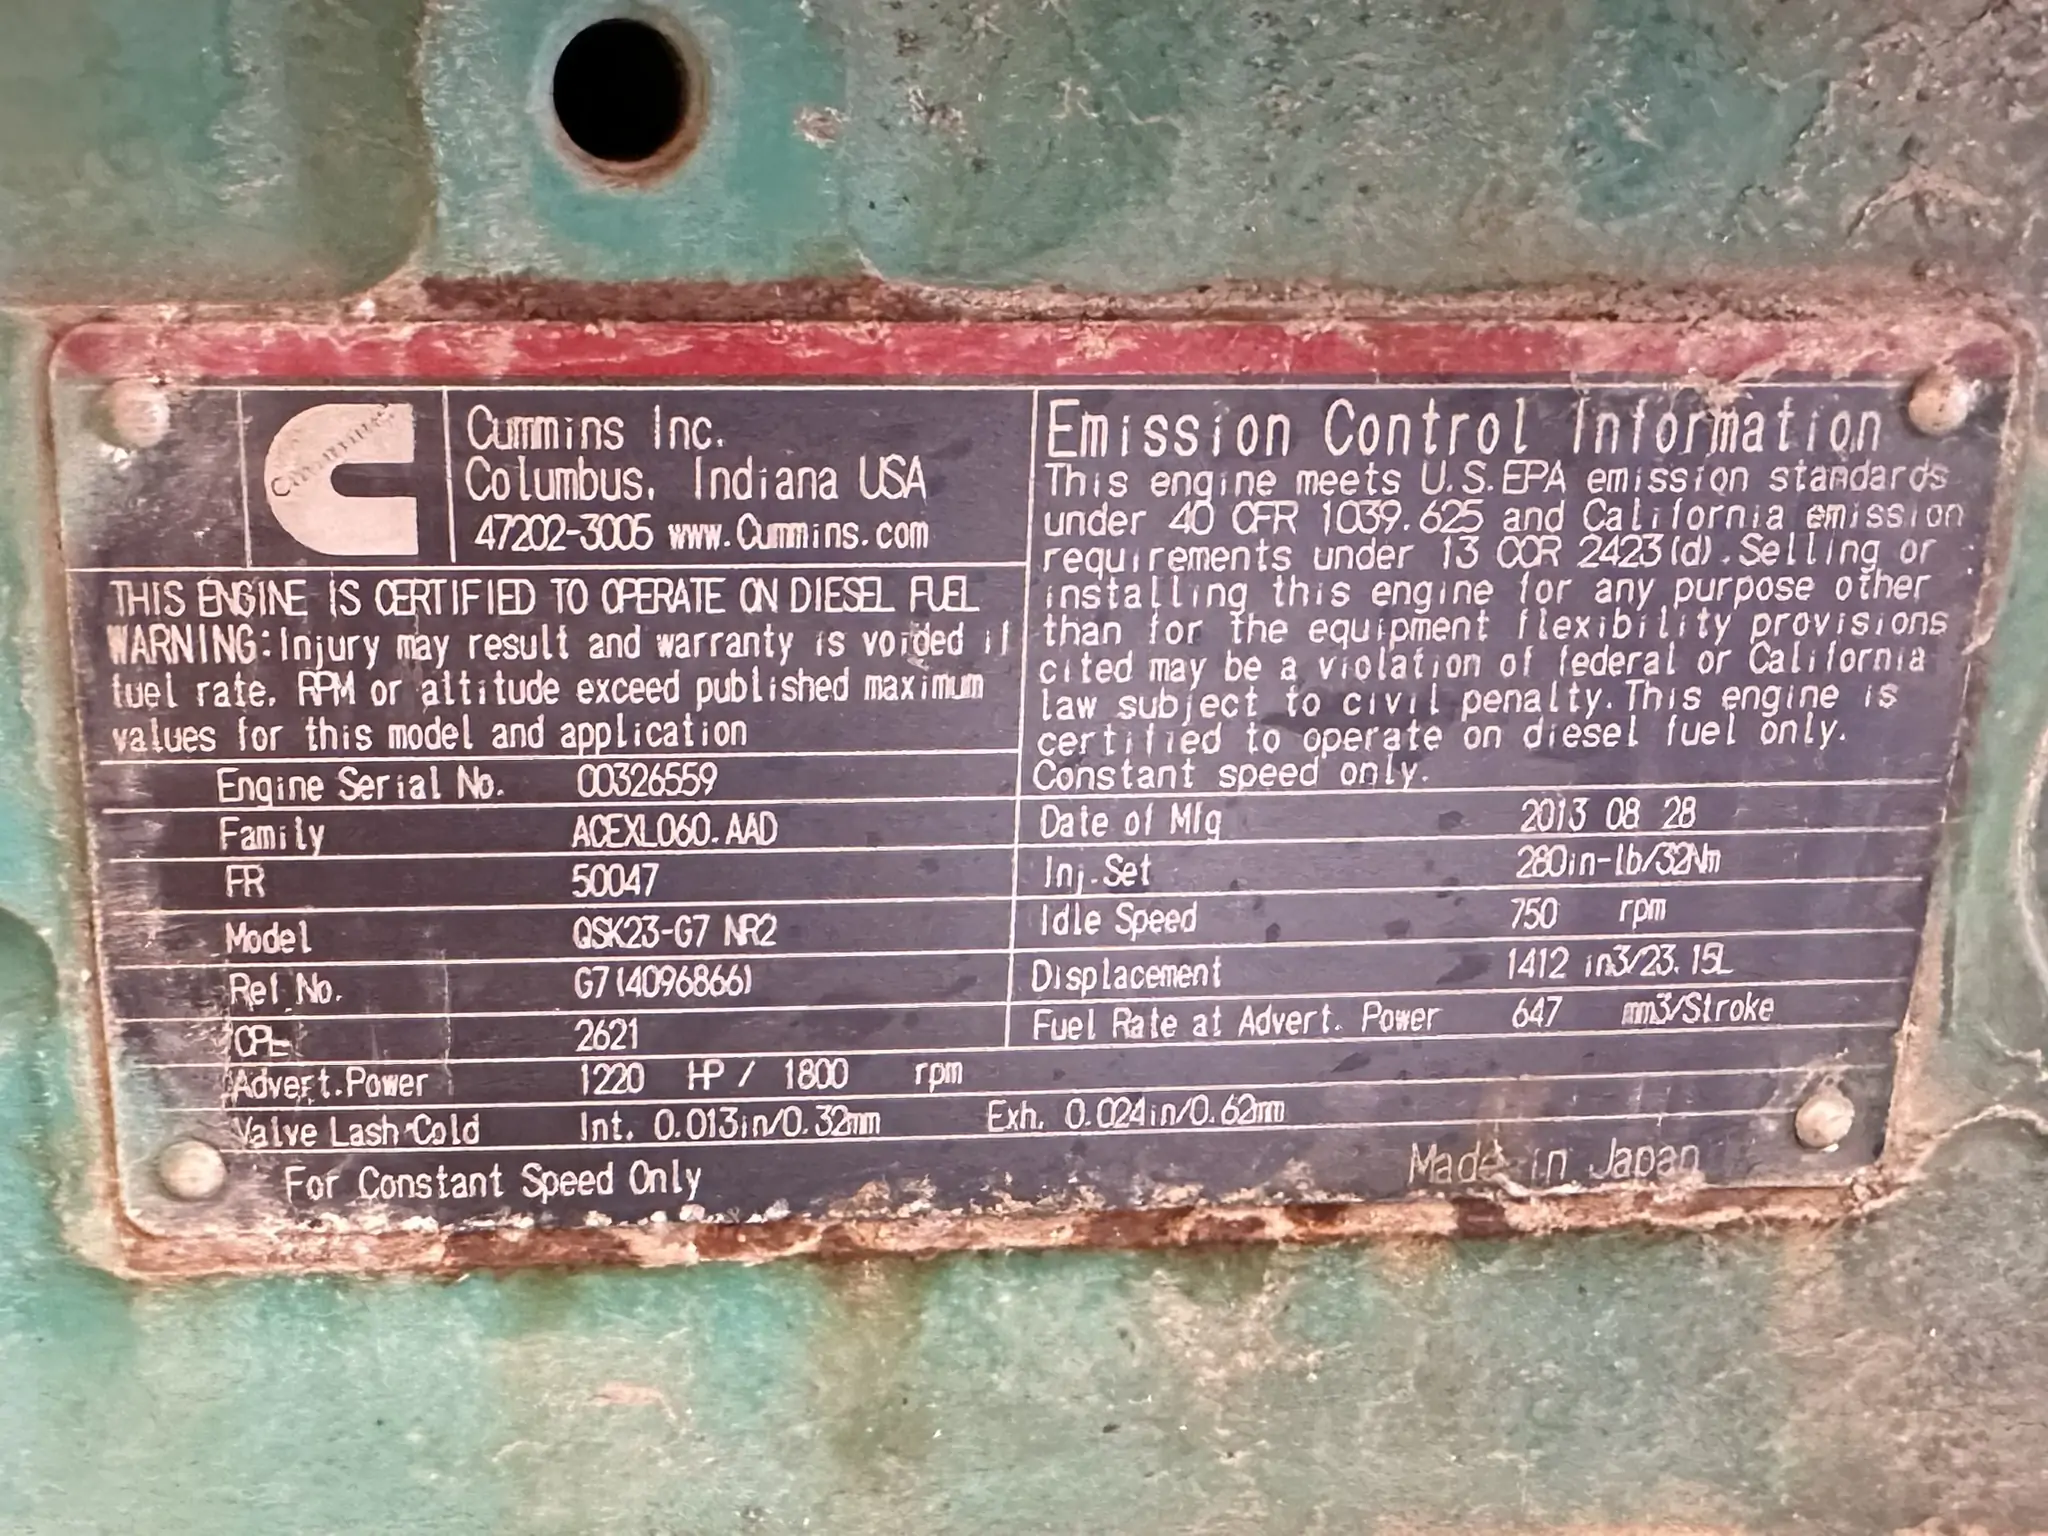 Cummins
Cummins Inc.
Columbus, Indiana USA
47202-3005 www.Cummins.com
THIS ENGINE IS CERTIFIED TO OPERATE ON DIESEL FUEL
WARNING: Injury may result and warranty is voided if
fuel rate, RPM or altitude exceed published maximum
values for this model and application
Engine Serial No. 00326559
Family ACEXL060.AAD
FR 50047
Model QSK23-G7 NR2
Ref No. G7(4096866)
CPL 2621
Advert.Power 1220 HP / 1800 rpm
Valve Lash-Cold Int. 0.013in/0.32mm Exh. 0.024in/0.62mm
For Constant Speed Only
Emission Control Information
This engine meets U.S.EPA emission standards
under 40 CFR 1039.625 and California emission
requirements under 13 CCR 2423(d). Selling or
installing this engine for any purpose other
than for the equipment flexibility provisions
cited may be a violation of federal or California
law subject to civil penalty. This engine is
certified to operate on diesel fuel only.
Constant speed only.
Date of Mfg 2013 08 28
Inj.Set 280in-lb/32Nm
Idle Speed 750 rpm
Displacement 1412 in3/23.15L
Fuel Rate at Advert. Power 647 mm3/Stroke
Made in Japan